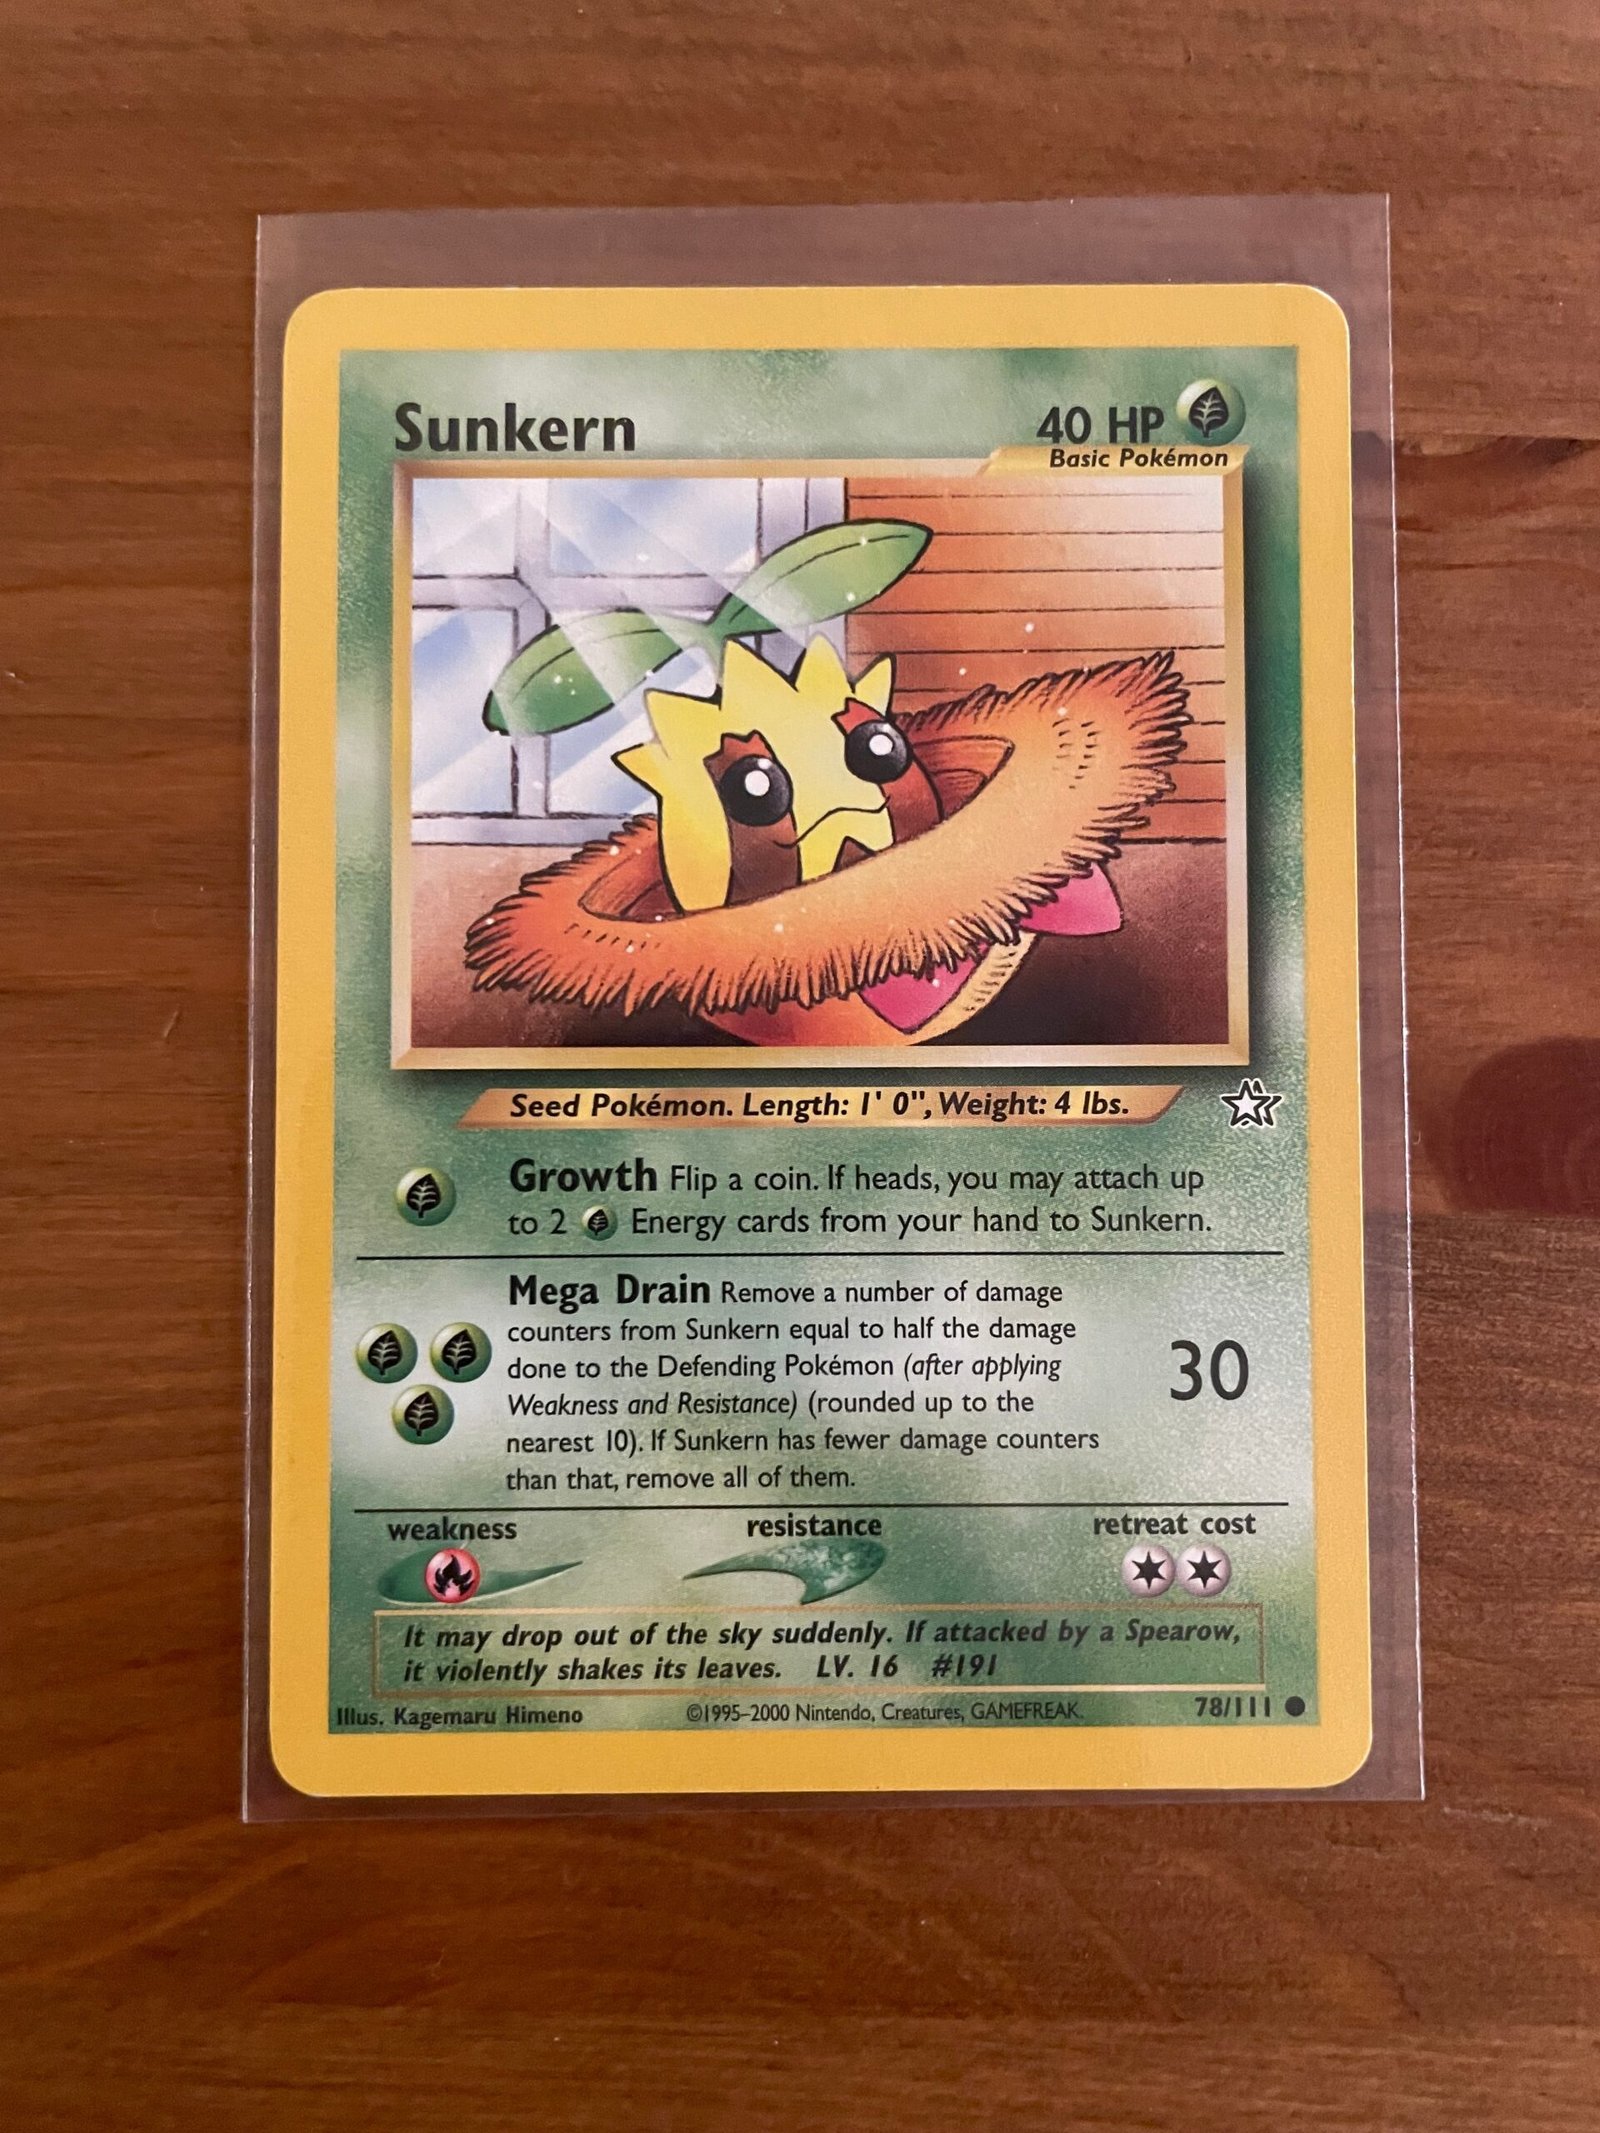 Sunkern
40 HP
Basic Pokémon
Seed Pokémon. Length: 1' 0", Weight: 4 lbs.
Growth Flip a coin. If heads, you may attach up
to 2 Energy cards from your hand to Sunkern.
Mega Drain Remove a number of damage
counters from Sunkern equal to half the damage
done to the Defending Pokémon (after applying
Weakness and Resistance) (rounded up to the
nearest 10). If Sunkern has fewer damage counters
than that, remove all of them.
30
weakness
resistance
retreat cost
It may drop out of the sky suddenly. If attacked by a Spearow,
it violently shakes its leaves. LV. 16 #191
Illus. Kagemaru Himeno
©1995–2000 Nintendo, Creatures, GAMEFREAK.
78/111